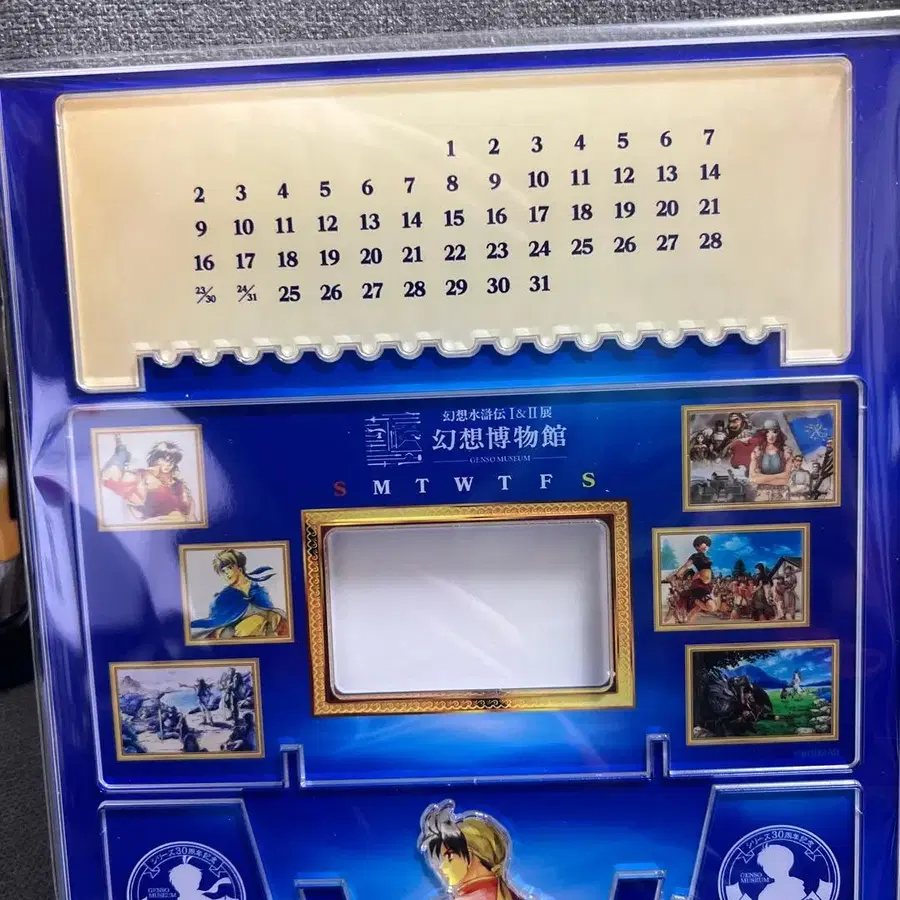 1 2 3 4 5 6 7
2 3 4 5 6 7 8 9 10 11 12 13 14
9 10 11 12 13 14 15 16 17 18 19 20 21
16 17 18 19 20 21 22 23 24 25 26 27 28
23/30 24/31 25 26 27 28 29 30 31
幻想水滸伝 I&II展
幻想博物館
GENSO MUSEUM
S M T W T F S
©KONAMI
シリーズ30周年記念
GENSO MUSEUM
シリーズ30周年記念
GENSO MUSEUM